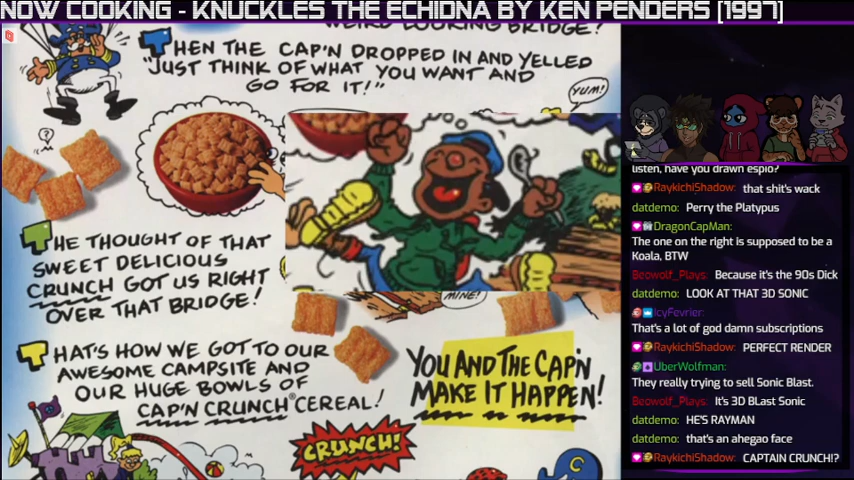 NOW COOKING - KNUCKLES THE ECHIDNA BY KEN PENDERS [1997]
WEIRD LOOKING BRIDGE?
THEN THE CAP'N DROPPED IN AND YELLED
"JUST THINK OF WHAT YOU WANT AND
GO FOR IT!"
YUM!
?
THE THOUGHT OF THAT
SWEET DELICIOUS
CRUNCH GOT US RIGHT
OVER THAT BRIDGE!
MINE!
THAT'S HOW WE GOT TO OUR
AWESOME CAMPSITE AND
OUR HUGE BOWLS OF
CAP'N CRUNCH® CEREAL!
YOU AND THE CAP'N
MAKE IT HAPPEN!
CRUNCH!
C
listen, have you drawn espio?
RaykichiShadow: that shit's wack
datdemo: Perry the Platypus
DragonCapMan:
The one on the right is supposed to be a
Koala, BTW
Beowolf_Plays: Because it's the 90s Dick
datdemo: LOOK AT THAT 3D SONIC
IcyFevrier:
That's a lot of god damn subscriptions
RaykichiShadow: PERFECT RENDER
UberWolfman:
They really trying to sell Sonic Blast.
Beowolf_Plays: It's 3D BLast Sonic
datdemo: HE'S RAYMAN
datdemo: that's an ahegao face
RaykichiShadow: CAPTAIN CRUNCH!?